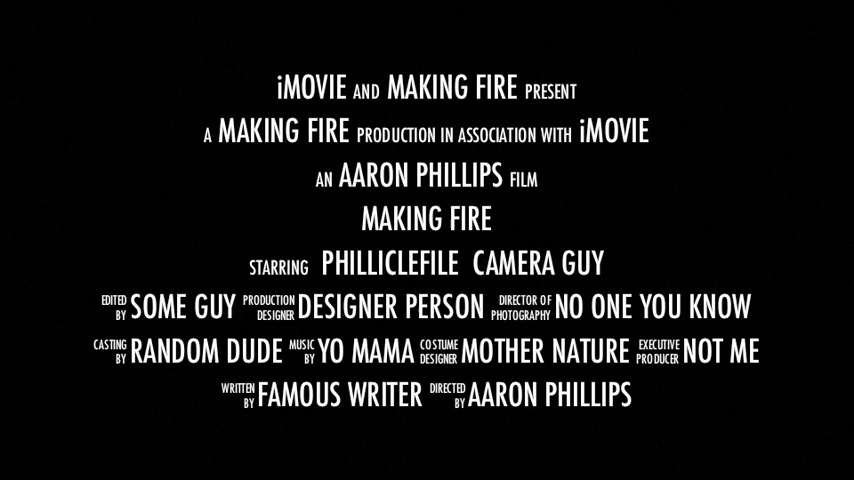 iMOVIE AND MAKING FIRE PRESENT
A MAKING FIRE PRODUCTION IN ASSOCIATION WITH iMOVIE
AN AARON PHILLIPS FILM
MAKING FIRE
STARRING PHILLICLEFILE CAMERA GUY
EDITED BY SOME GUY PRODUCTION DESIGNER DESIGNER PERSON DIRECTOR OF PHOTOGRAPHY NO ONE YOU KNOW
CASTING BY RANDOM DUDE MUSIC BY YO MAMA COSTUME DESIGNER MOTHER NATURE EXECUTIVE PRODUCER NOT ME
WRITTEN BY FAMOUS WRITER DIRECTED BY AARON PHILLIPS